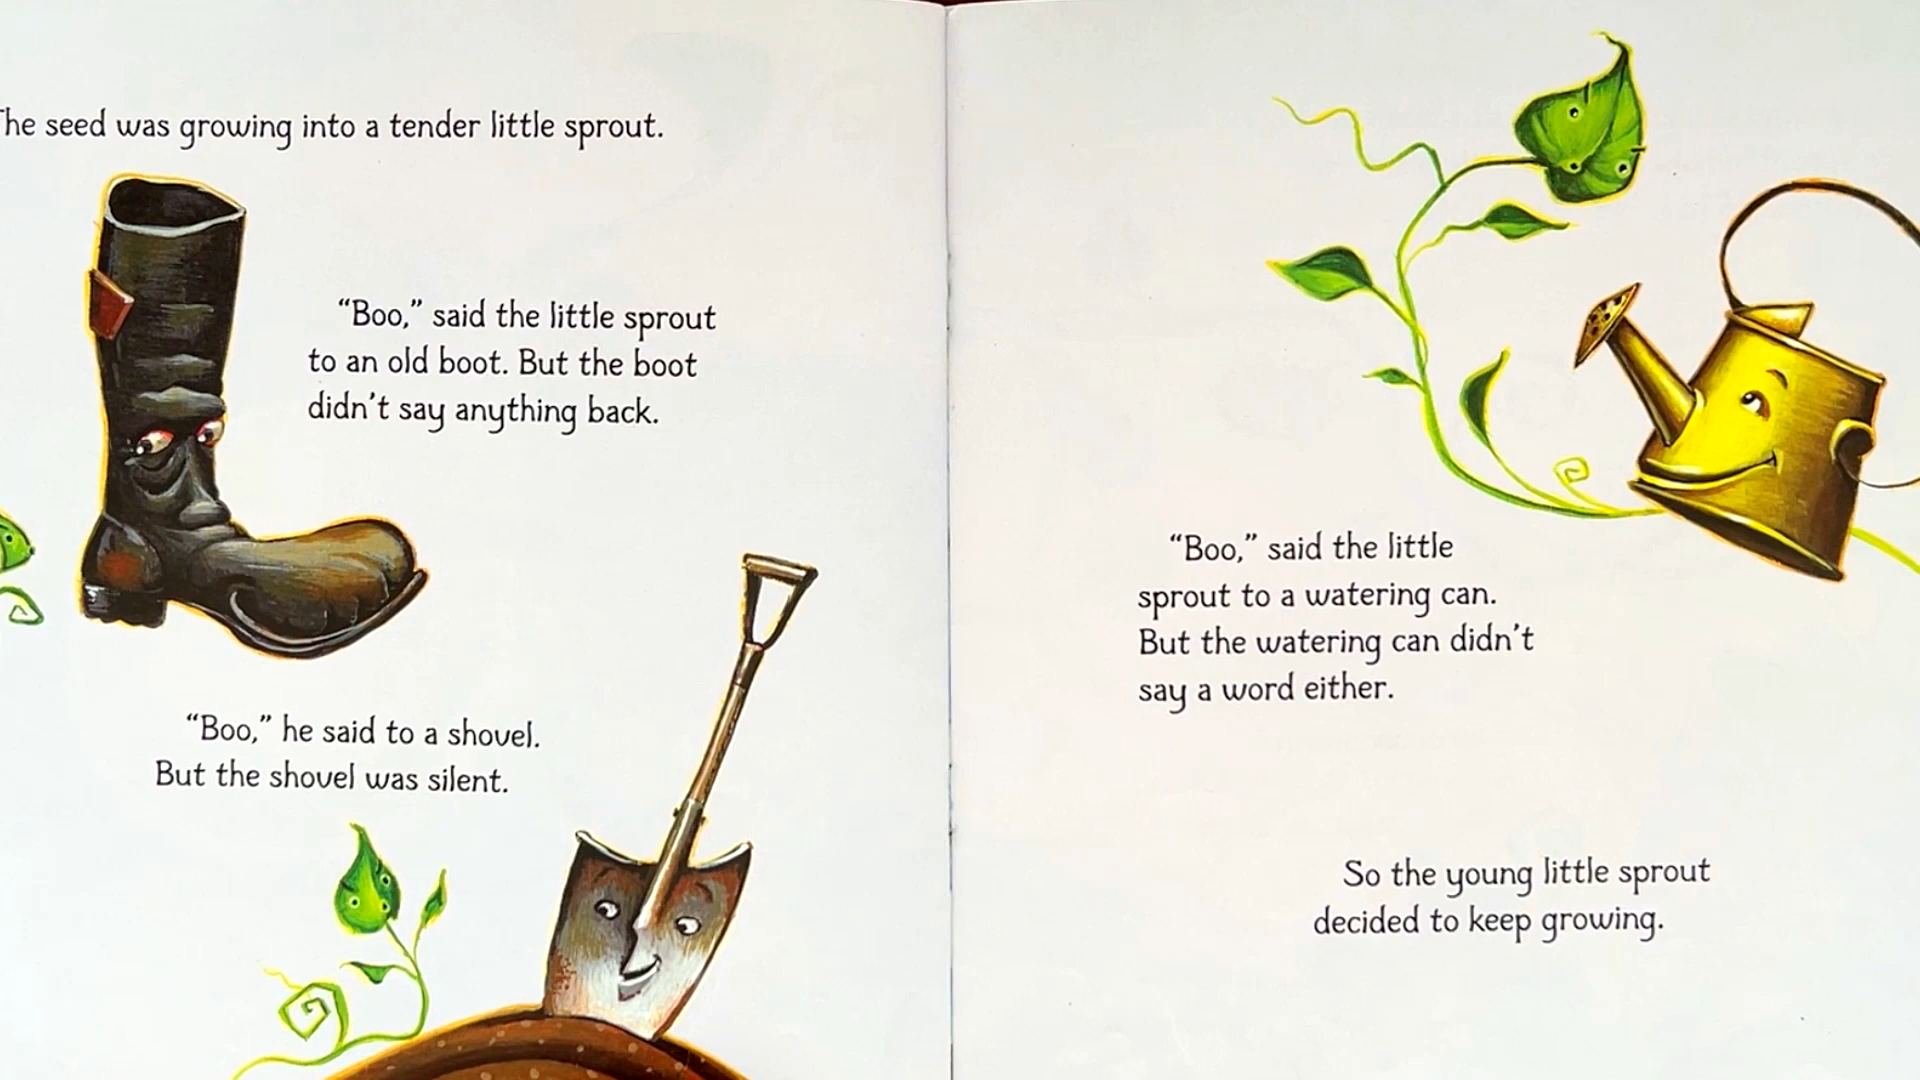 The seed was growing into a tender little sprout.
“Boo,” said the little sprout
to an old boot. But the boot
didn’t say anything back.
“Boo,” he said to a shovel.
But the shovel was silent.
“Boo,” said the little
sprout to a watering can.
But the watering can didn’t
say a word either.
So the young little sprout
decided to keep growing.